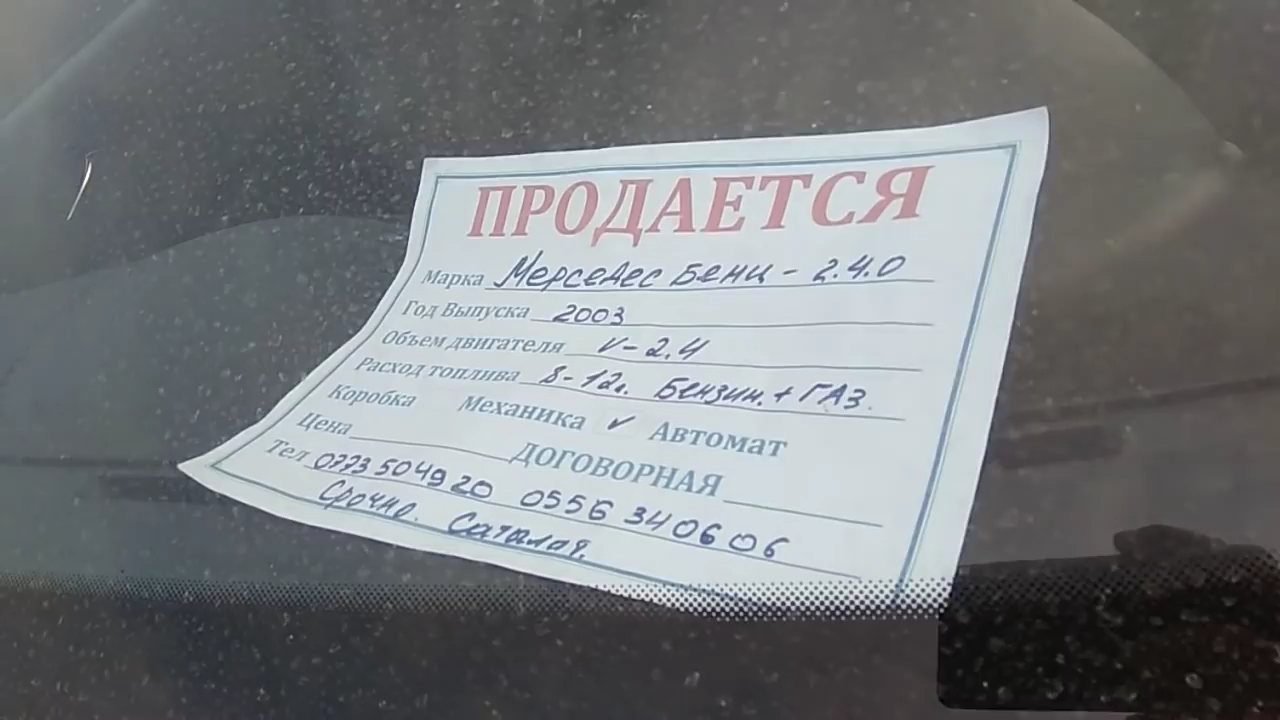 ПРОДАЕТСЯ
Марка Мерседес Бенц - 2.4.0
Год Выпуска 2003
Объем двигателя V-2,4
Расход топлива 8-12л. Бензин.+ГАЗ.
Коробка Механика ✓ Автомат
Цена ДОГОВОРНАЯ
Тел 0773 504920 0556 340606
Срочно. Сатылат.